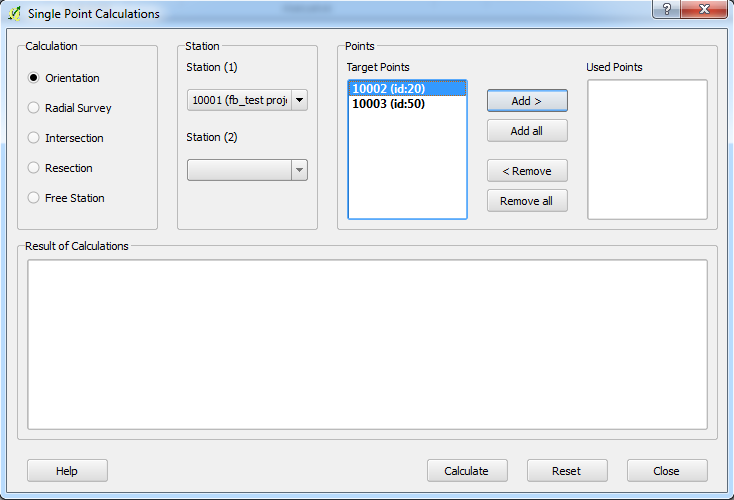 Single Point Calculations
?
Calculation
Orientation
Radial Survey
Intersection
Resection
Free Station
Station
Station (1)
10001 (fb_test proj
Station (2)
Points
Target Points
10002 (id:20)
10003 (id:50)
Add >
Add all
< Remove
Remove all
Used Points
Result of Calculations
Help
Calculate
Reset
Close